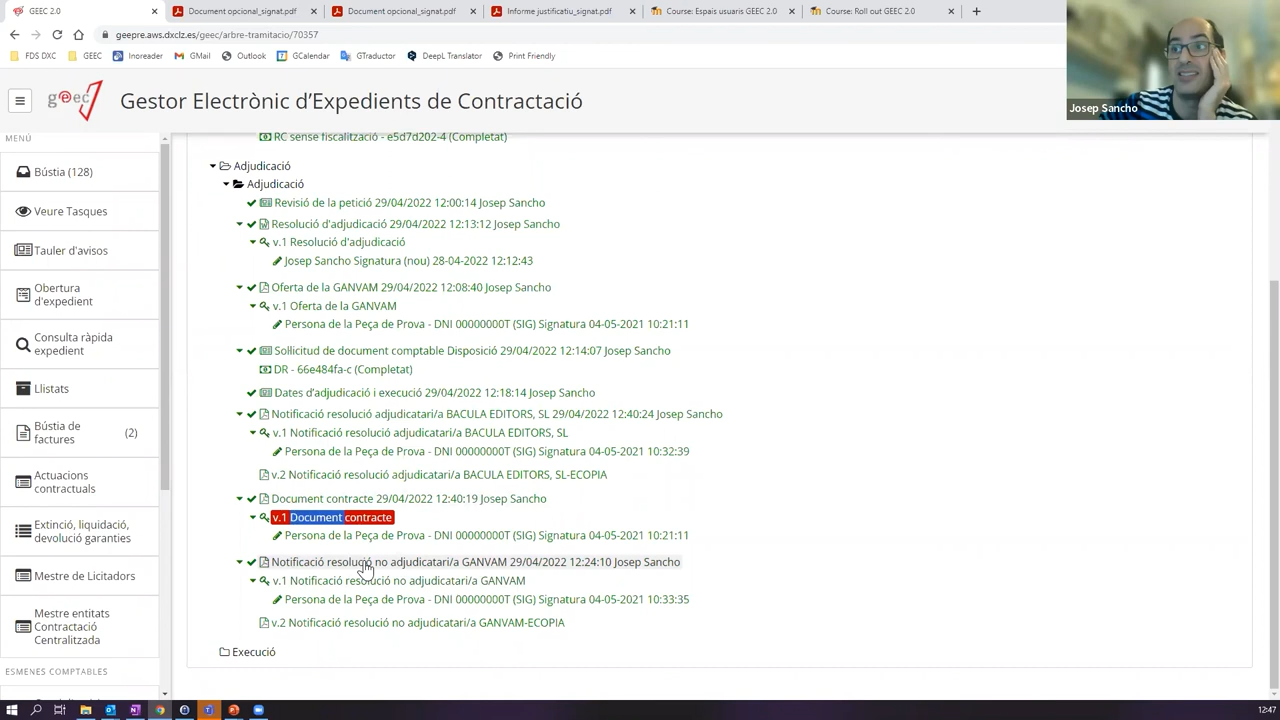 GEEC 2.0
Document opcional_signat.pdf
Document opcional_signat.pdf
Informe justificatiu_signat.pdf
Course: Espais usuaris GEEC 2.0
Course: Roll out GEEC 2.0
geepre.aws.dxclz.es/geec/arbre-tramitacio/70357
FDS DXC
GEEC
Inoreader
GMail
Outlook
GCalendar
GTraductor
DeepL Translator
Print Friendly
geec
Gestor Electrònic d'Expedients de Contractació
Josep Sancho
MENÚ
Bústia (128)
Veure Tasques
Tauler d'avisos
Obertura
d'expedient
Consulta ràpida
expedient
Llistats
Bústia de
factures
(2)
Actuacions
contractuals
Extinció, liquidació,
devolució garanties
Mestre de Licitadors
Mestre entitats
Contractació
Centralitzada
ESMENES COMPTABLES
RC sense fiscalització - e5d7d202-4 (Completat)
Adjudicació
Adjudicació
Revisió de la petició 29/04/2022 12:00:14 Josep Sancho
Resolució d'adjudicació 29/04/2022 12:13:12 Josep Sancho
v.1 Resolució d'adjudicació
Josep Sancho Signatura (nou) 28-04-2022 12:12:43
Oferta de la GANVAM 29/04/2022 12:08:40 Josep Sancho
v.1 Oferta de la GANVAM
Persona de la Peça de Prova - DNI 00000000T (SIG) Signatura 04-05-2021 10:21:11
Sol·licitud de document comptable Disposició 29/04/2022 12:14:07 Josep Sancho
DR - 66e484fa-c (Completat)
Dates d'adjudicació i execució 29/04/2022 12:18:14 Josep Sancho
Notificació resolució adjudicatari/a BACULA EDITORS, SL 29/04/2022 12:40:24 Josep Sancho
v.1 Notificació resolució adjudicatari/a BACULA EDITORS, SL
Persona de la Peça de Prova - DNI 00000000T (SIG) Signatura 04-05-2021 10:32:39
v.2 Notificació resolució adjudicatari/a BACULA EDITORS, SL-ECOPIA
Document contracte 29/04/2022 12:40:19 Josep Sancho
v.1 Document contracte
Persona de la Peça de Prova - DNI 00000000T (SIG) Signatura 04-05-2021 10:21:11
Notificació resolució no adjudicatari/a GANVAM 29/04/2022 12:24:10 Josep Sancho
v.1 Notificació resolució no adjudicatari/a GANVAM
Persona de la Peça de Prova - DNI 00000000T (SIG) Signatura 04-05-2021 10:33:35
v.2 Notificació resolució no adjudicatari/a GANVAM-ECOPIA
Execució
12:47